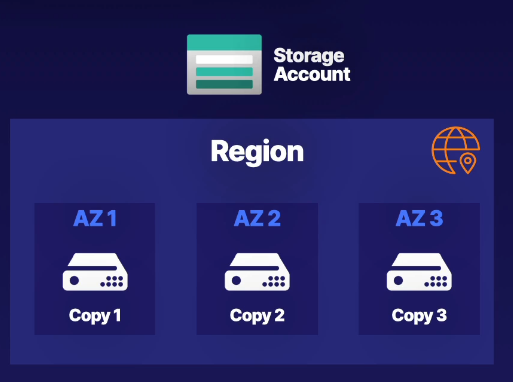 Storage
Account
Region
AZ 1
AZ 2
AZ 3
Copy 1
Copy 2
Copy 3